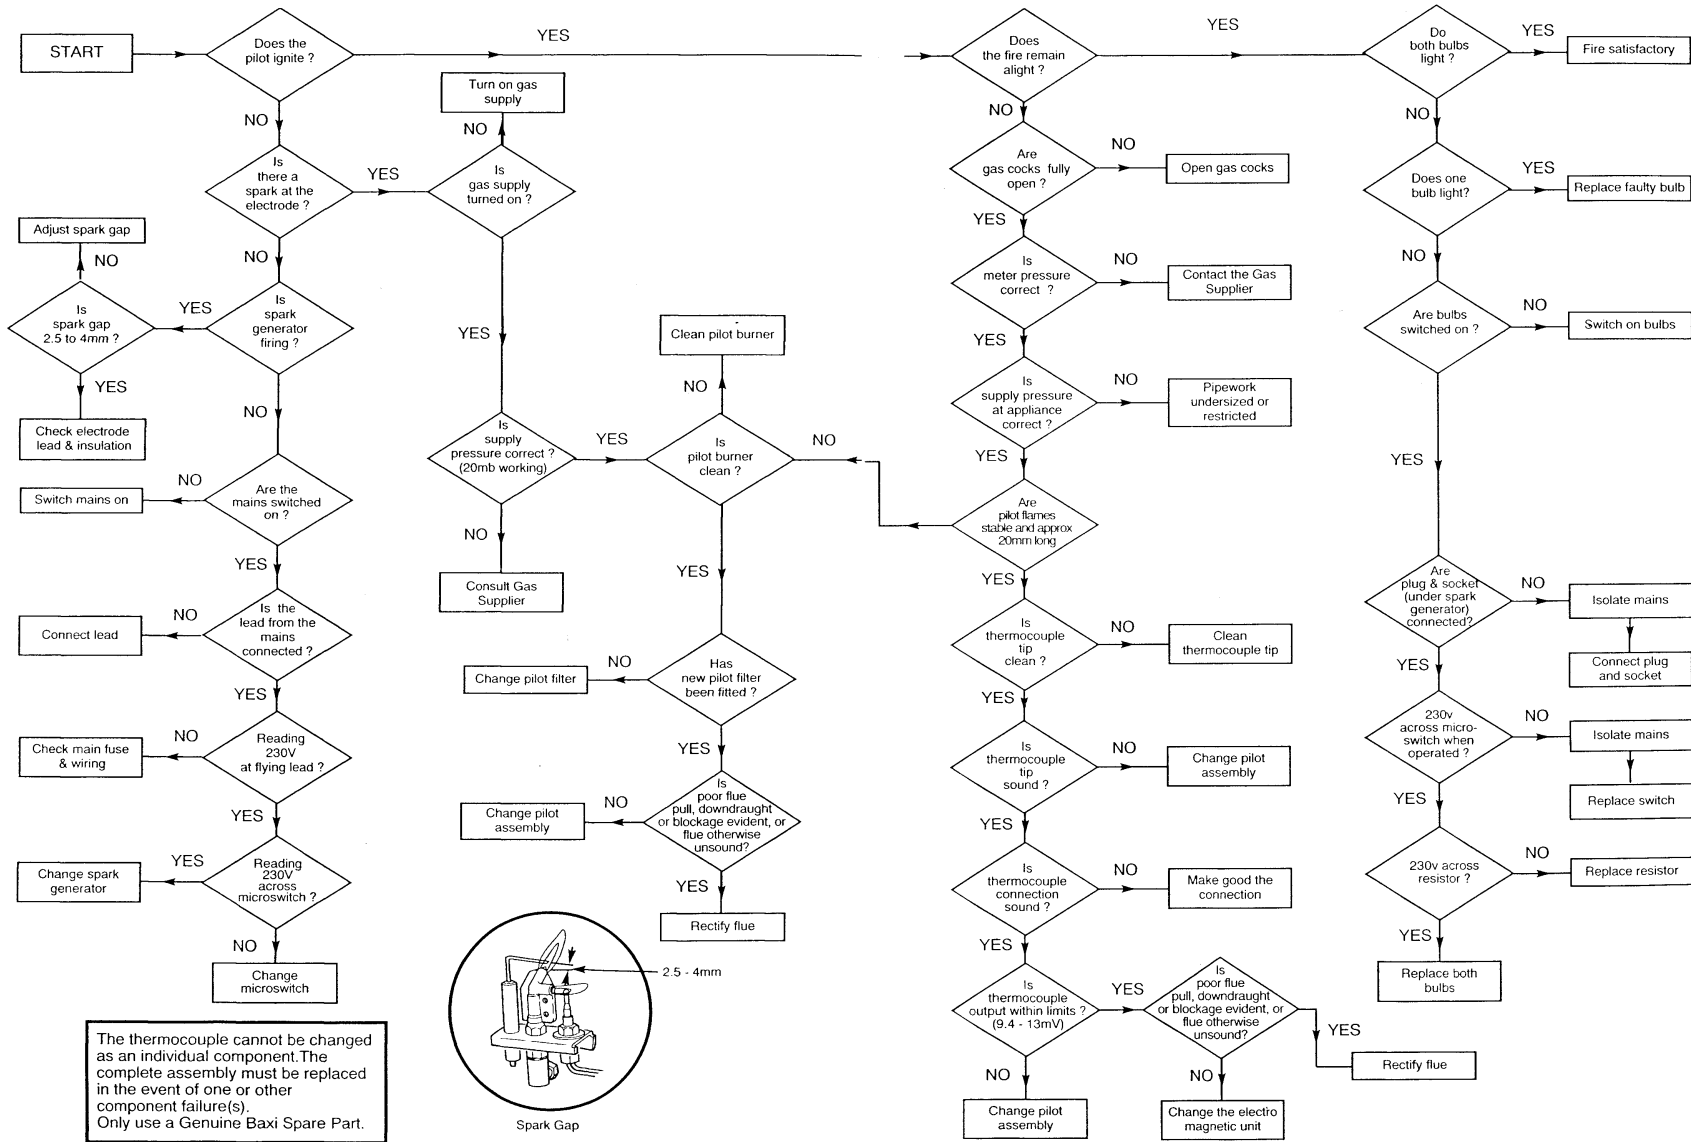 START
Does the
pilot ignite ?
YES
NO
Is
there a
spark at the
electrode ?
YES
NO
Turn on gas
supply
NO
Is
gas supply
turned on ?
YES
Adjust spark gap
NO
Is
spark gap
2.5 to 4mm ?
YES
Check electrode
lead & insulation
YES
Is
spark
generator
firing ?
NO
Switch mains on
NO
Are the
mains switched
on ?
YES
Connect lead
NO
Is the
lead from the
mains
connected ?
YES
Check main fuse
& wiring
NO
Reading
230V
at flying lead ?
YES
Change spark
generator
YES
Reading
230V
across
microswitch ?
NO
Change
microswitch
Is
supply
pressure correct ?
(20mb working)
YES
NO
Consult Gas
Supplier
Clean pilot burner
NO
Is
pilot burner
clean ?
NO
YES
Change pilot filter
NO
Has
new pilot filter
been fitted ?
YES
Change pilot
assembly
NO
Is
poor flue
pull, downdraught
or blockage evident, or
flue otherwise
unsound?
YES
Rectify flue
2.5 - 4mm
Spark Gap
The thermocouple cannot be changed
as an individual component.The
complete assembly must be replaced
in the event of one or other
component failure(s).
Only use a Genuine Baxi Spare Part.
Does
the fire remain
alight ?
YES
NO
Are
gas cocks fully
open ?
NO
Open gas cocks
YES
Is
meter pressure
correct ?
NO
Contact the Gas
Supplier
YES
Is
supply pressure
at appliance
correct ?
NO
Pipework
undersized or
restricted
YES
Are
pilot flames
stable and approx
20mm long
YES
Is
thermocouple
tip
clean ?
NO
Clean
thermocouple tip
YES
Is
thermocouple
tip
sound ?
NO
Change pilot
assembly
YES
Is
thermocouple
connection
sound ?
NO
Make good the
connection
YES
Is
thermocouple
output within limits ?
(9.4 - 13mV)
YES
NO
Change pilot
assembly
Is
poor flue
pull, downdraught
or blockage evident, or
flue otherwise
unsound?
YES
Rectify flue
NO
Change the electro
magnetic unit
Do
both bulbs
light ?
YES
Fire satisfactory
NO
Does one
bulb light?
YES
Replace faulty bulb
NO
Are bulbs
switched on ?
NO
Switch on bulbs
YES
Are
plug & socket
(under spark
generator)
connected?
NO
Isolate mains
Connect plug
and socket
YES
230v
across micro-
switch when
operated ?
NO
Isolate mains
Replace switch
YES
230v across
resistor ?
NO
Replace resistor
YES
Replace both
bulbs